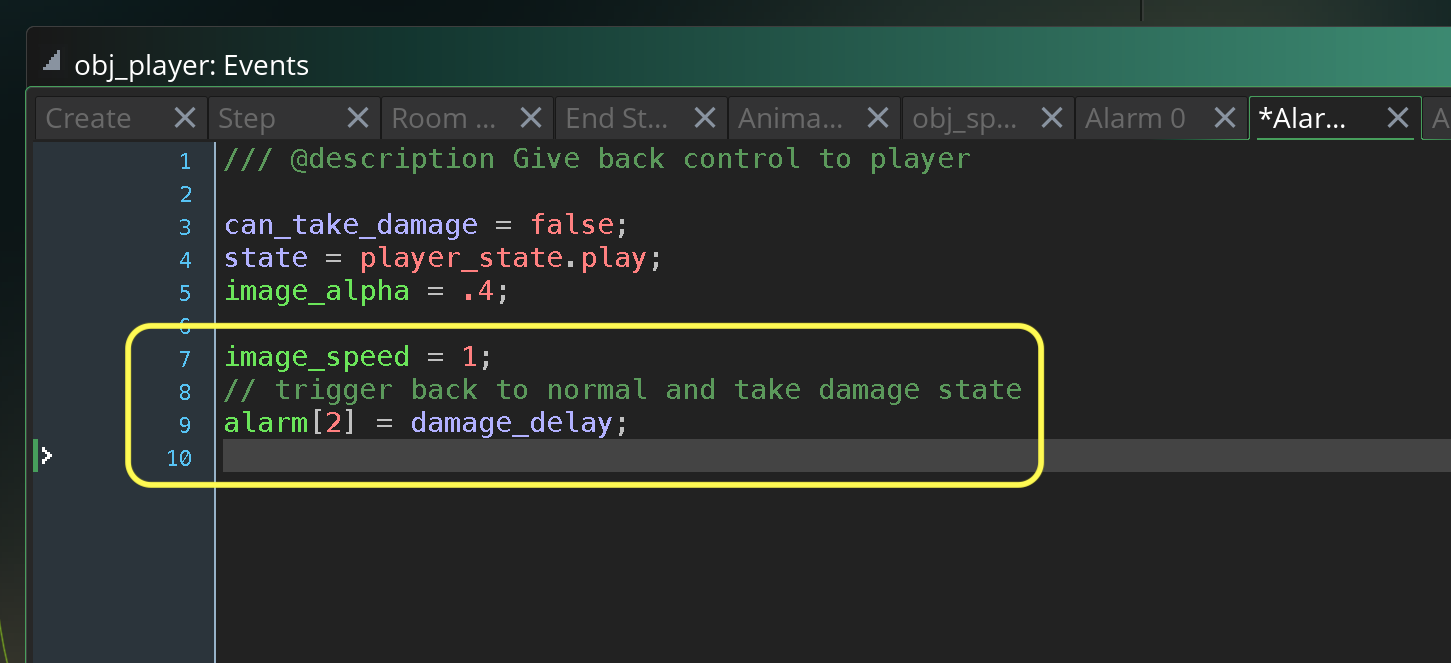 obj_player: Events
Create Step Room ... End St... Anima... obj_sp... Alarm 0 *Alar... A
1 /// @description Give back control to player
2
3 can_take_damage = false;
4 state = player_state.play;
5 image_alpha = .4;
6
7 image_speed = 1;
8 // trigger back to normal and take damage state
9 alarm[2] = damage_delay;
10